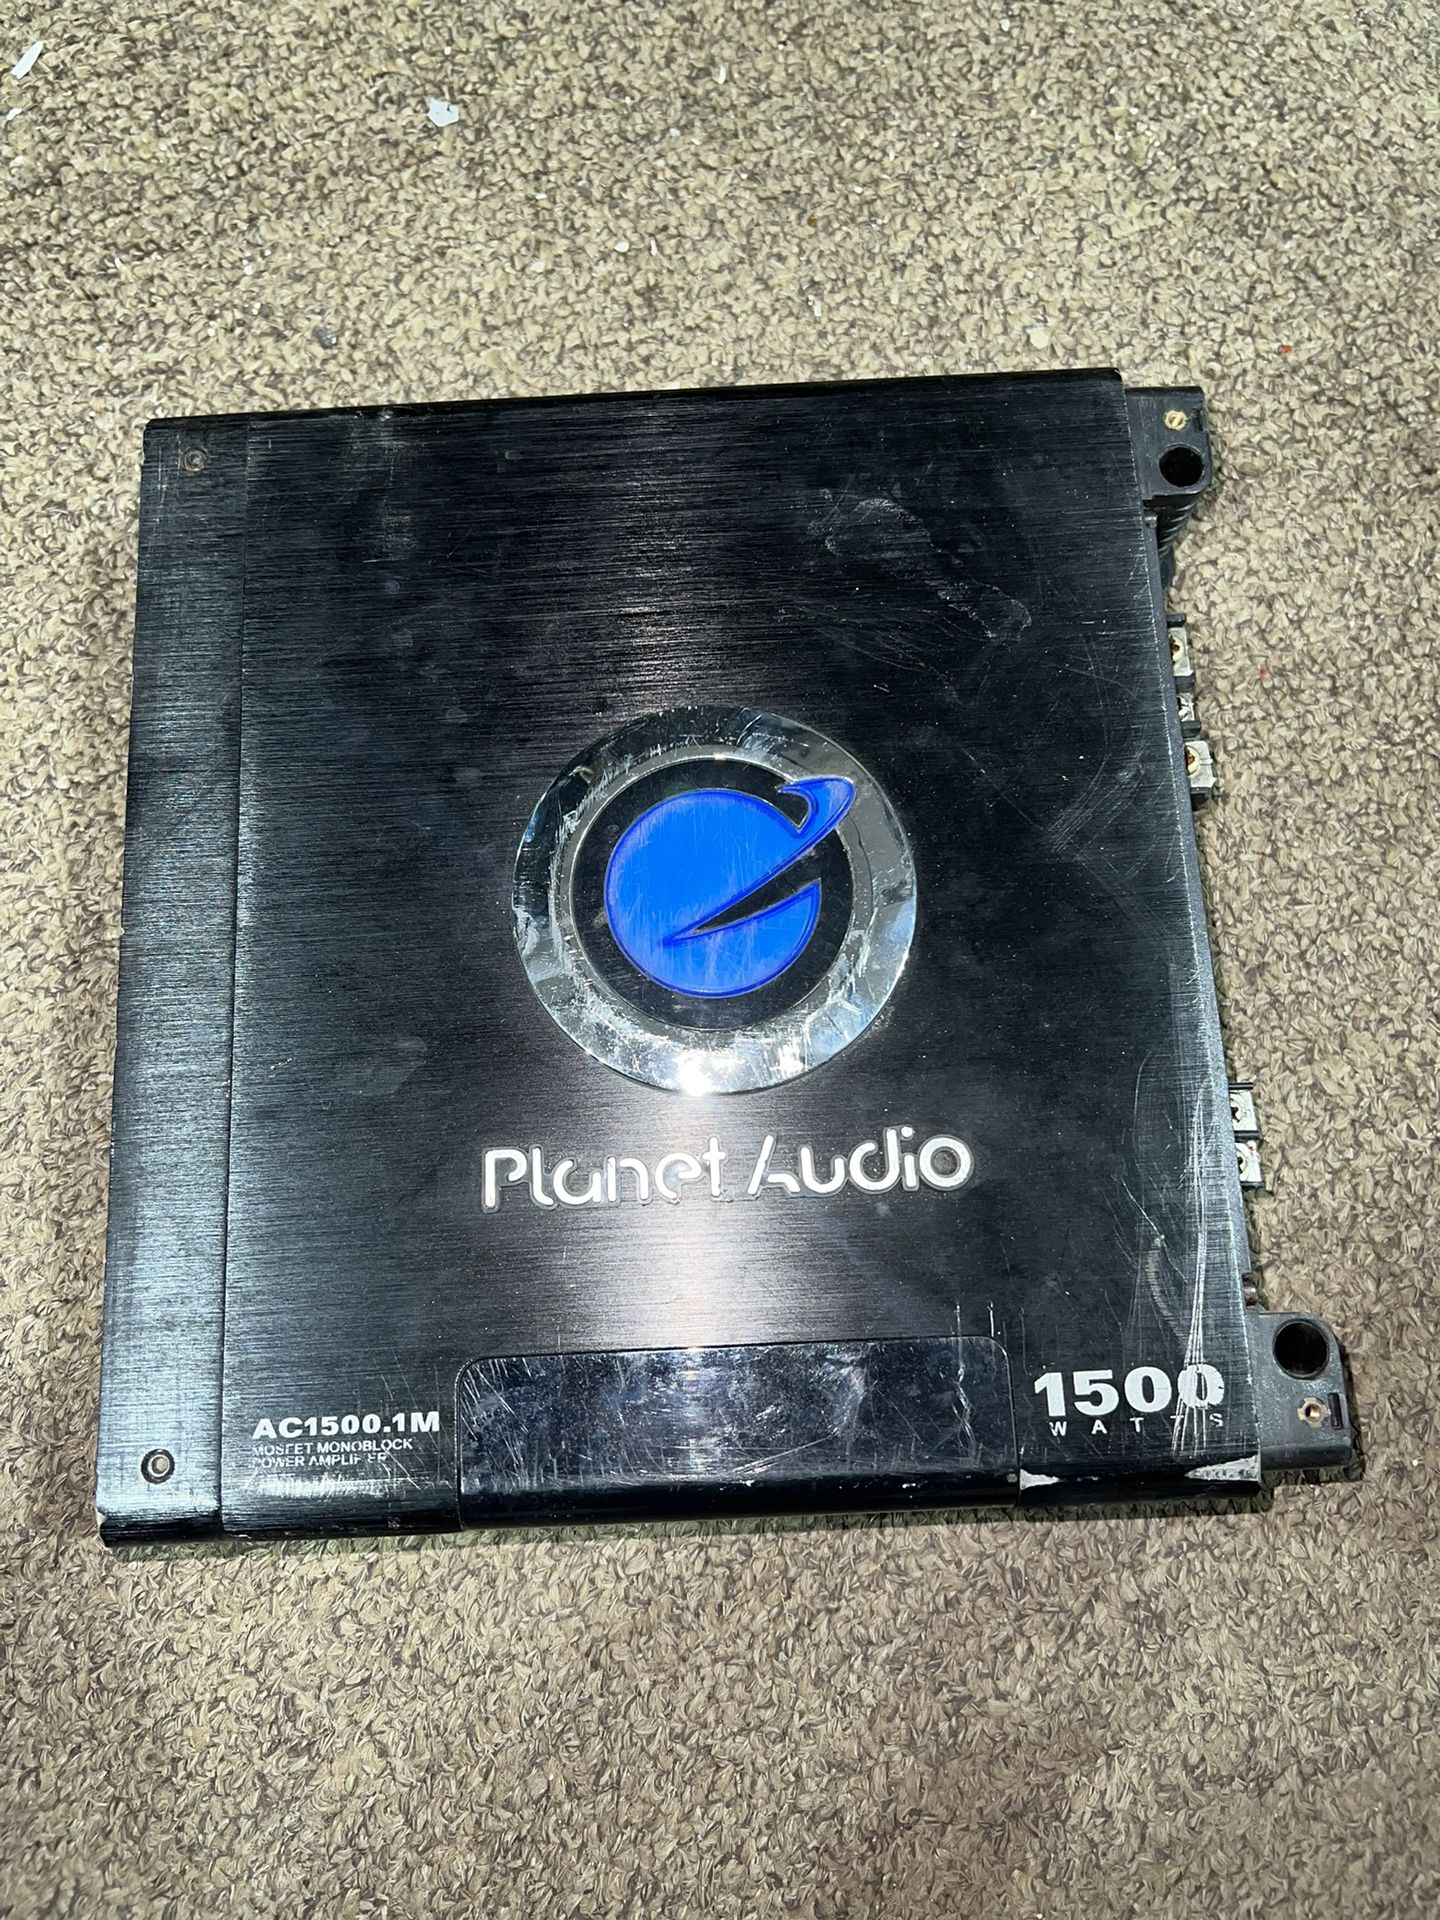 Planet Audio
AC1500.1M
MOSFET MONOBLOCK
POWER AMPLIFIER
1500
WATTS